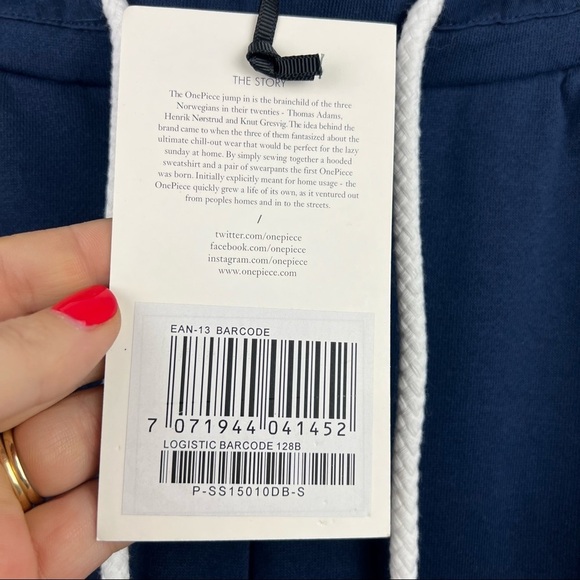 THE STORY
The OnePiece jump in is the brainchild of the three
Norwegians in their twenties - Thomas Adams,
Henrik Nørstrud and Knut Gresvig. The idea behind the
brand came to when the three of them fantasized about the
ultimate chill-out wear that would be perfect for the lazy
sunday at home. By simply sewing together a hooded
sweatshirt and a pair of swearpants the first OnePiece
was born. Initially explicitly meant for home usage - the
OnePiece quickly grew a life of its own, as it ventured out
from peoples homes and in to the streets.
/
twitter.com/onepiece
facebook.com/onepiece
instagram.com/onepiece
www.onepiece.com
EAN-13 BARCODE
7 071944 041452
LOGISTIC BARCODE 128B
P-SS15010DB-S